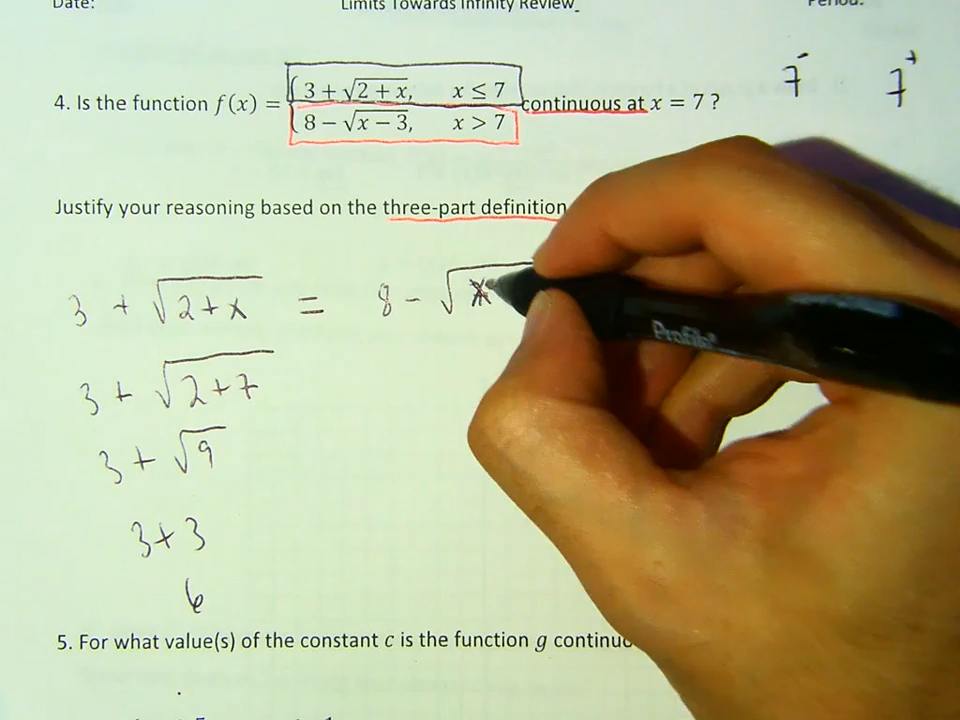 Date:
Limits Towards Infinity Review
Period:
7⁻ 7⁺
4. Is the function f(x) = { 3 + √(2 + x), x ≤ 7
8 − √(x − 3), x > 7
continuous at x = 7 ?
Justify your reasoning based on the three-part definition
3 + √(2 + x) = 8 − √x
3 + √(2 + 7)
3 + √9
3 + 3
6
Profile
5. For what value(s) of the constant c is the function g